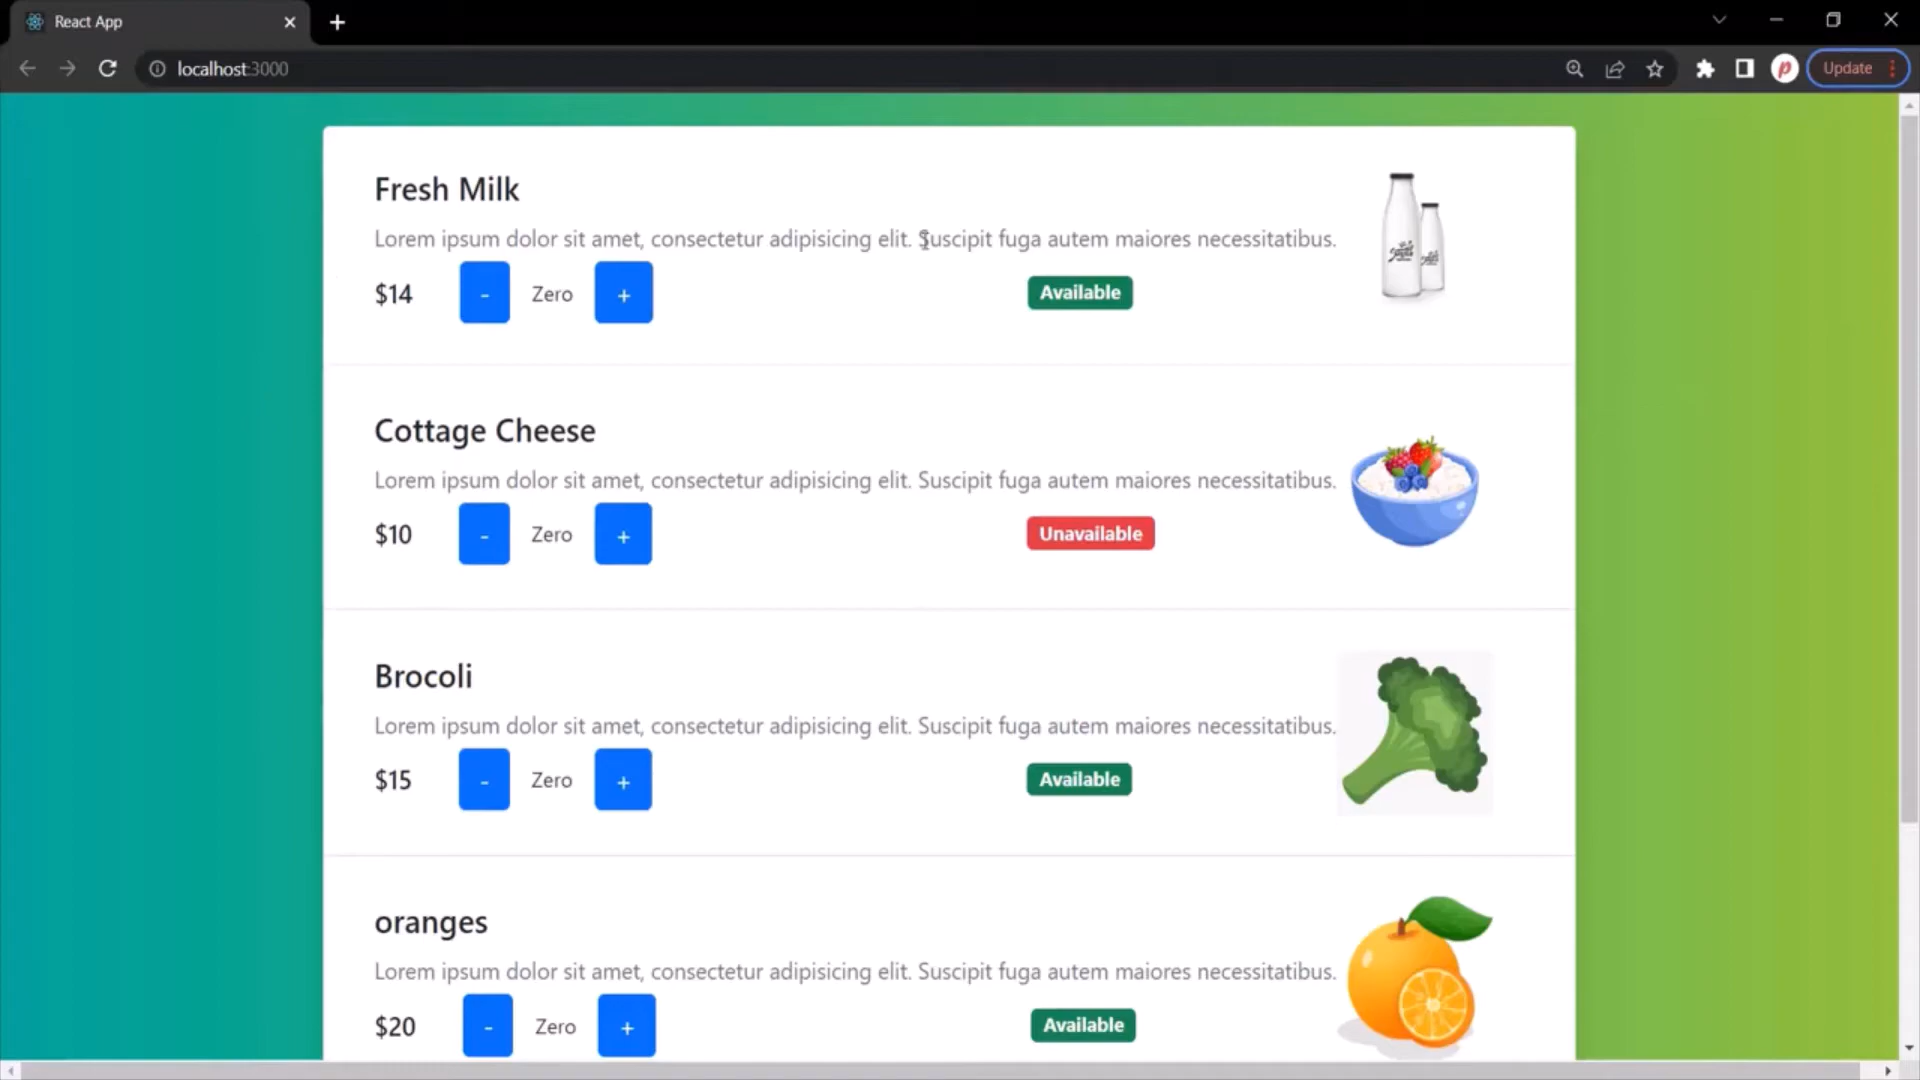 React App
localhost:3000
Update
Fresh Milk
Lorem ipsum dolor sit amet, consectetur adipisicing elit. Suscipit fuga autem maiores necessitatibus.
$14 - Zero + Available
Cottage Cheese
Lorem ipsum dolor sit amet, consectetur adipisicing elit. Suscipit fuga autem maiores necessitatibus.
$10 - Zero + Unavailable
Brocoli
Lorem ipsum dolor sit amet, consectetur adipisicing elit. Suscipit fuga autem maiores necessitatibus.
$15 - Zero + Available
oranges
Lorem ipsum dolor sit amet, consectetur adipisicing elit. Suscipit fuga autem maiores necessitatibus.
$20 - Zero + Available